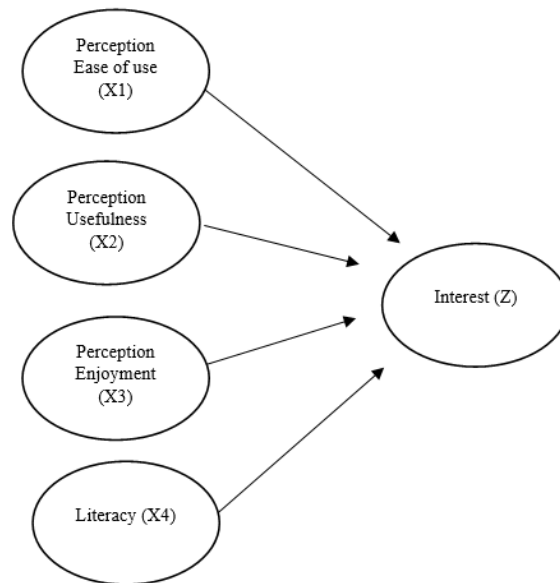 Perception
Ease of use
(X1)
Perception
Usefulness
(X2)
Interest (Z)
Perception
Enjoyment
(X3)
Literacy (X4)